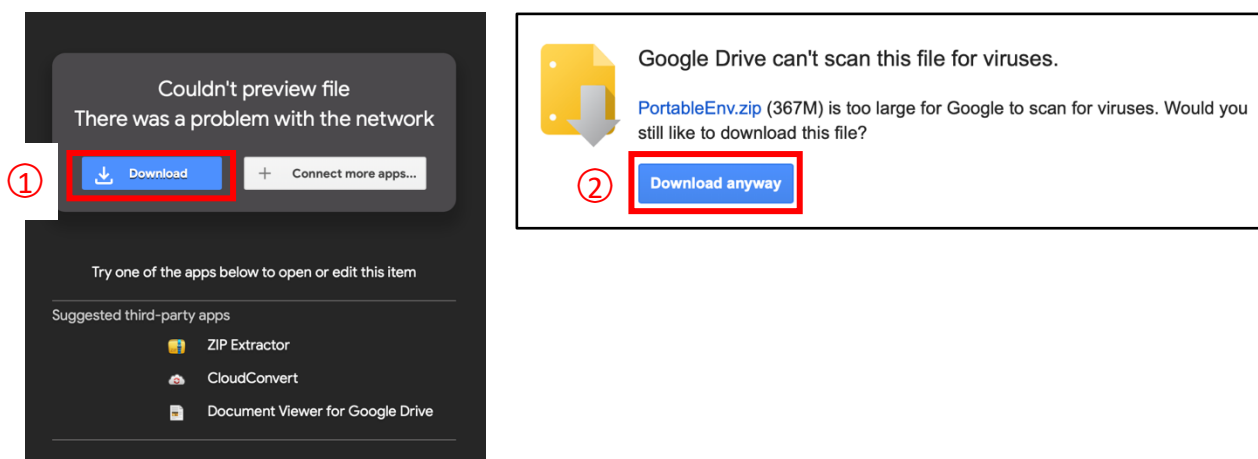 Couldn't preview file
There was a problem with the network
①
Download
+ Connect more apps...
Try one of the apps below to open or edit this item
Suggested third-party apps
ZIP Extractor
CloudConvert
Document Viewer for Google Drive
Google Drive can't scan this file for viruses.
PortableEnv.zip (367M) is too large for Google to scan for viruses. Would you
still like to download this file?
②
Download anyway